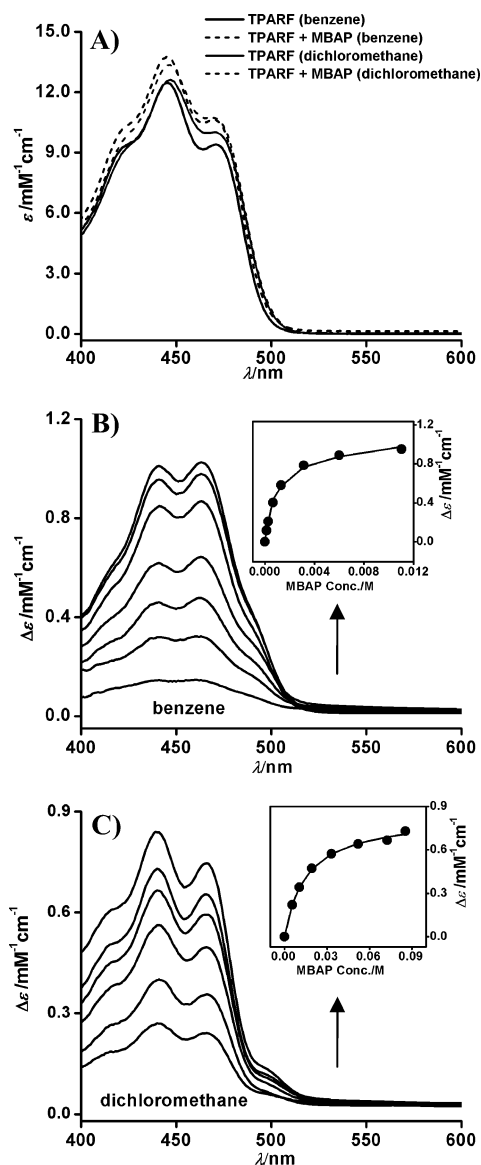 A)
TPARF (benzene)
TPARF + MBAP (benzene)
TPARF (dichloromethane)
TPARF + MBAP (dichloromethane)
15.0
12.0
9.0
6.0
3.0
0.0
ε/mM⁻¹cm⁻¹
400 450 500 550 600
λ/nm
B)
1.2
0.8
0.4
0.0
Δε/mM⁻¹cm⁻¹
1.2
0.8
0.4
0.0
Δε/mM⁻¹cm⁻¹
0.000 0.004 0.008 0.012
MBAP Conc./M
benzene
400 450 500 550 600
λ/nm
C)
0.9
0.6
0.3
0.0
Δε/mM⁻¹cm⁻¹
0.9
0.6
0.3
0.0
Δε/mM⁻¹cm⁻¹
0.00 0.03 0.06 0.09
MBAP Conc./M
dichloromethane
400 450 500 550 600
λ/nm